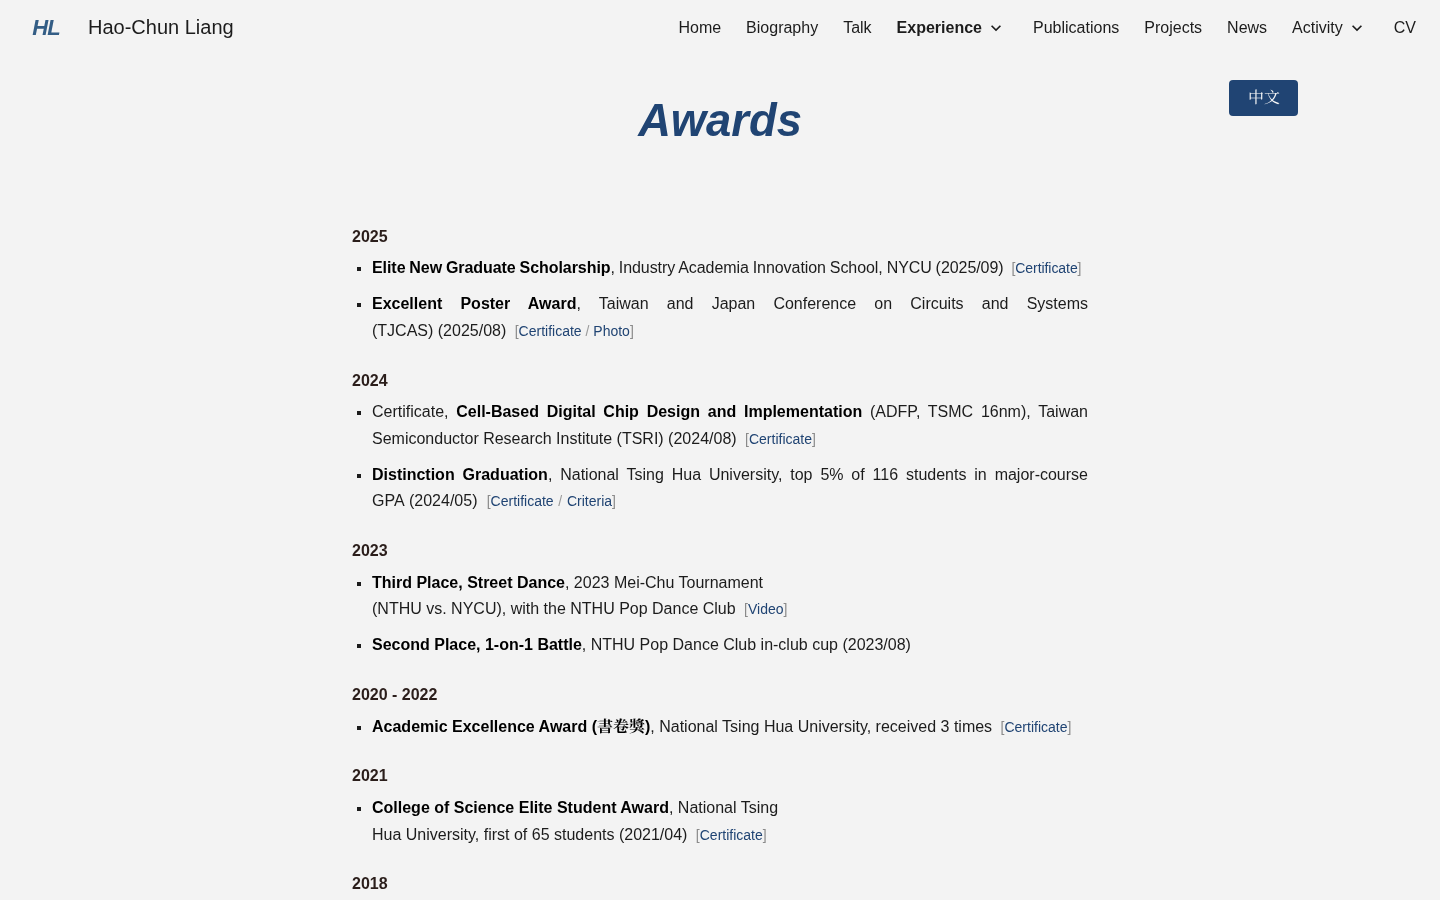 HL Hao-Chun Liang Home Biography Talk Experience Publications Projects News Activity CV
中文
Awards
2025
Elite New Graduate Scholarship, Industry Academia Innovation School, NYCU (2025/09) [Certificate]
Excellent Poster Award, Taiwan and Japan Conference on Circuits and Systems
(TJCAS) (2025/08) [Certificate / Photo]
2024
Certificate, Cell-Based Digital Chip Design and Implementation (ADFP, TSMC 16nm), Taiwan
Semiconductor Research Institute (TSRI) (2024/08) [Certificate]
Distinction Graduation, National Tsing Hua University, top 5% of 116 students in major-course
GPA (2024/05) [Certificate / Criteria]
2023
Third Place, Street Dance, 2023 Mei-Chu Tournament
(NTHU vs. NYCU), with the NTHU Pop Dance Club [Video]
Second Place, 1-on-1 Battle, NTHU Pop Dance Club in-club cup (2023/08)
2020 - 2022
Academic Excellence Award (書卷獎), National Tsing Hua University, received 3 times [Certificate]
2021
College of Science Elite Student Award, National Tsing
Hua University, first of 65 students (2021/04) [Certificate]
2018